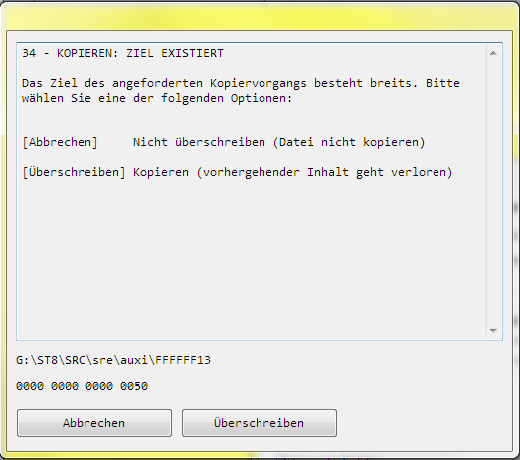 34 - KOPIEREN: ZIEL EXISTIERT
Das Ziel des angeforderten Kopiervorgangs besteht breits. Bitte
wählen Sie eine der folgenden Optionen:
[Abbrechen] Nicht überschreiben (Datei nicht kopieren)
[Überschreiben] Kopieren (vorhergehender Inhalt geht verloren)
G:\ST8\SRC\sre\auxi\FFFFFF13
0000 0000 0000 0050
Abbrechen Überschreiben